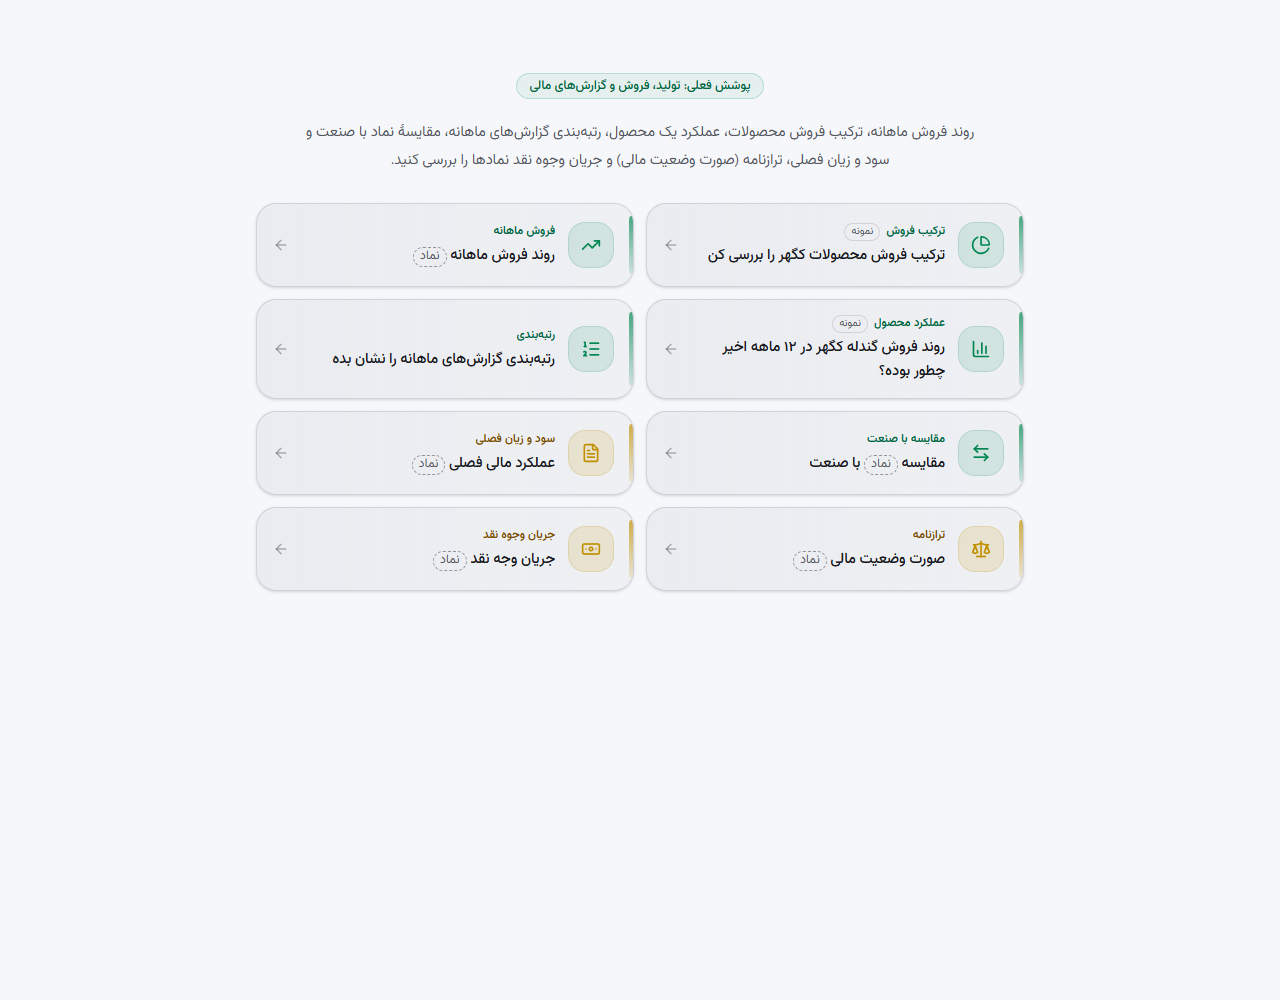 پوشش فعلی: تولید، فروش و گزارش‌های مالی
روند فروش ماهانه، ترکیب فروش محصولات، عملکرد یک محصول، رتبه‌بندی گزارش‌های ماهانه، مقایسهٔ نماد با صنعت و
سود و زیان فصلی، ترازنامه (صورت وضعیت مالی) و جریان وجوه نقد نمادها را بررسی کنید.
ترکیب فروش نمونه
ترکیب فروش محصولات کگهر را بررسی کن
فروش ماهانه
روند فروش ماهانه نماد
عملکرد محصول نمونه
روند فروش گندله کگهر در ۱۲ ماهه اخیر
چطور بوده؟
رتبه‌بندی
رتبه‌بندی گزارش‌های ماهانه را نشان بده
مقایسه با صنعت
مقایسه نماد با صنعت
سود و زیان فصلی
عملکرد مالی فصلی نماد
ترازنامه
صورت وضعیت مالی نماد
جریان وجوه نقد
جریان وجه نقد نماد